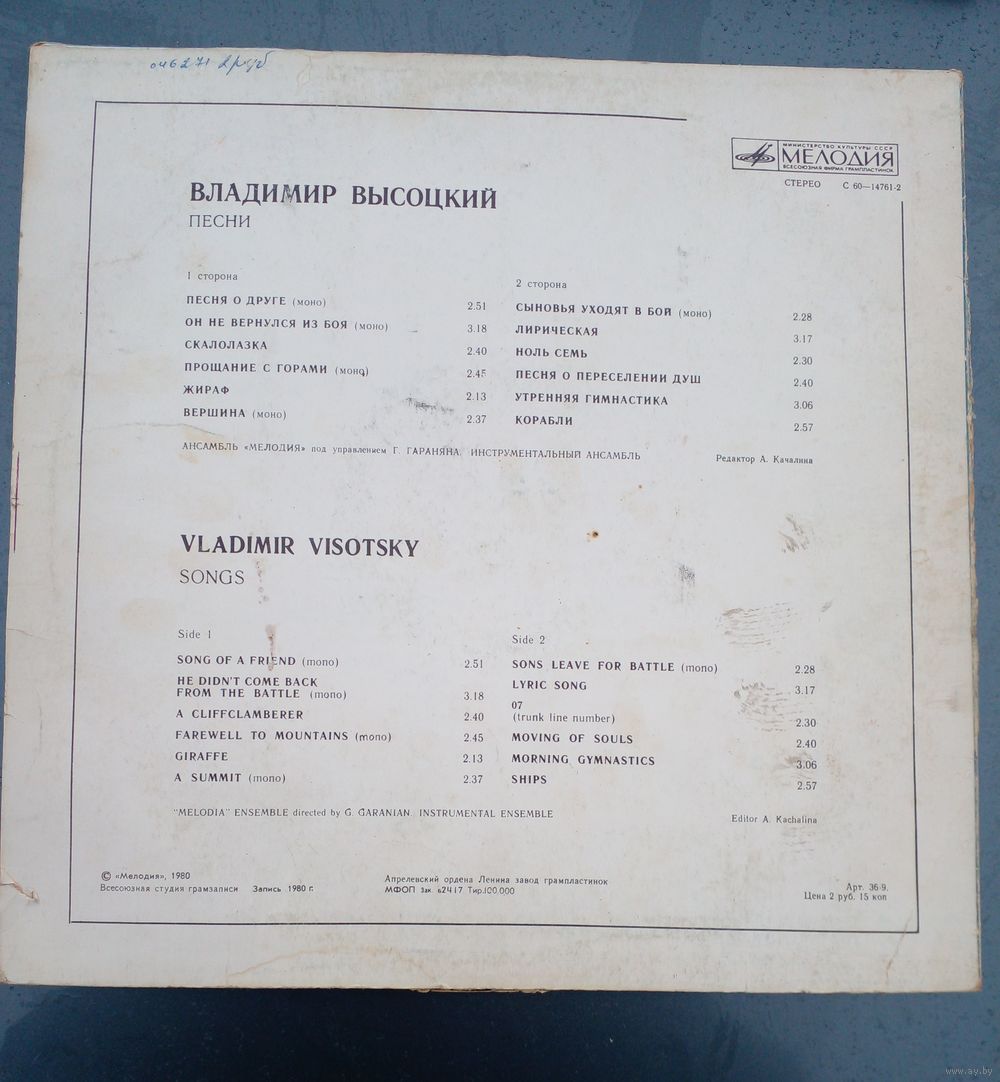 046271 2руб
МИНИСТЕРСТВО КУЛЬТУРЫ СССР
МЕЛОДИЯ
ВСЕСОЮЗНАЯ ФИРМА ГРАМПЛАСТИНОК
СТЕРЕО С 60—14761-2
ВЛАДИМИР ВЫСОЦКИЙ
ПЕСНИ
1 сторона
ПЕСНЯ О ДРУГЕ (моно) 2.51
ОН НЕ ВЕРНУЛСЯ ИЗ БОЯ (моно) 3.18
СКАЛОЛАЗКА 2.40
ПРОЩАНИЕ С ГОРАМИ (моно) 2.45
ЖИРАФ 2.13
ВЕРШИНА (моно) 2.37
2 сторона
СЫНОВЬЯ УХОДЯТ В БОЙ (моно) 2.28
ЛИРИЧЕСКАЯ 3.17
НОЛЬ СЕМЬ 2.30
ПЕСНЯ О ПЕРЕСЕЛЕНИИ ДУШ 2.40
УТРЕННЯЯ ГИМНАСТИКА 3.06
КОРАБЛИ 2.57
АНСАМБЛЬ «МЕЛОДИЯ» под управлением Г. ГАРАНЯНА, ИНСТРУМЕНТАЛЬНЫЙ АНСАМБЛЬ
Редактор А. Качалина
VLADIMIR VISOTSKY
SONGS
Side 1
SONG OF A FRIEND (mono) 2.51
HE DIDN'T COME BACK
FROM THE BATTLE (mono) 3.18
A CLIFFCLAMBERER 2.40
FAREWELL TO MOUNTAINS (mono) 2.45
GIRAFFE 2.13
A SUMMIT (mono) 2.37
Side 2
SONS LEAVE FOR BATTLE (mono) 2.28
LYRIC SONG 3.17
07
(trunk line number) 2.30
MOVING OF SOULS 2.40
MORNING GYMNASTICS 3.06
SHIPS 2.57
"MELODIA" ENSEMBLE directed by G. GARANIAN. INSTRUMENTAL ENSEMBLE
Editor A. Kachalina
© «Мелодия», 1980
Всесоюзная студия грамзаписи Запись 1980 г.
Апрелевский ордена Ленина завод грампластинок
МФОП Зак. 62417 Тир.100.000
Арт. 36-9.
Цена 2 руб. 15 коп
www.ay.by